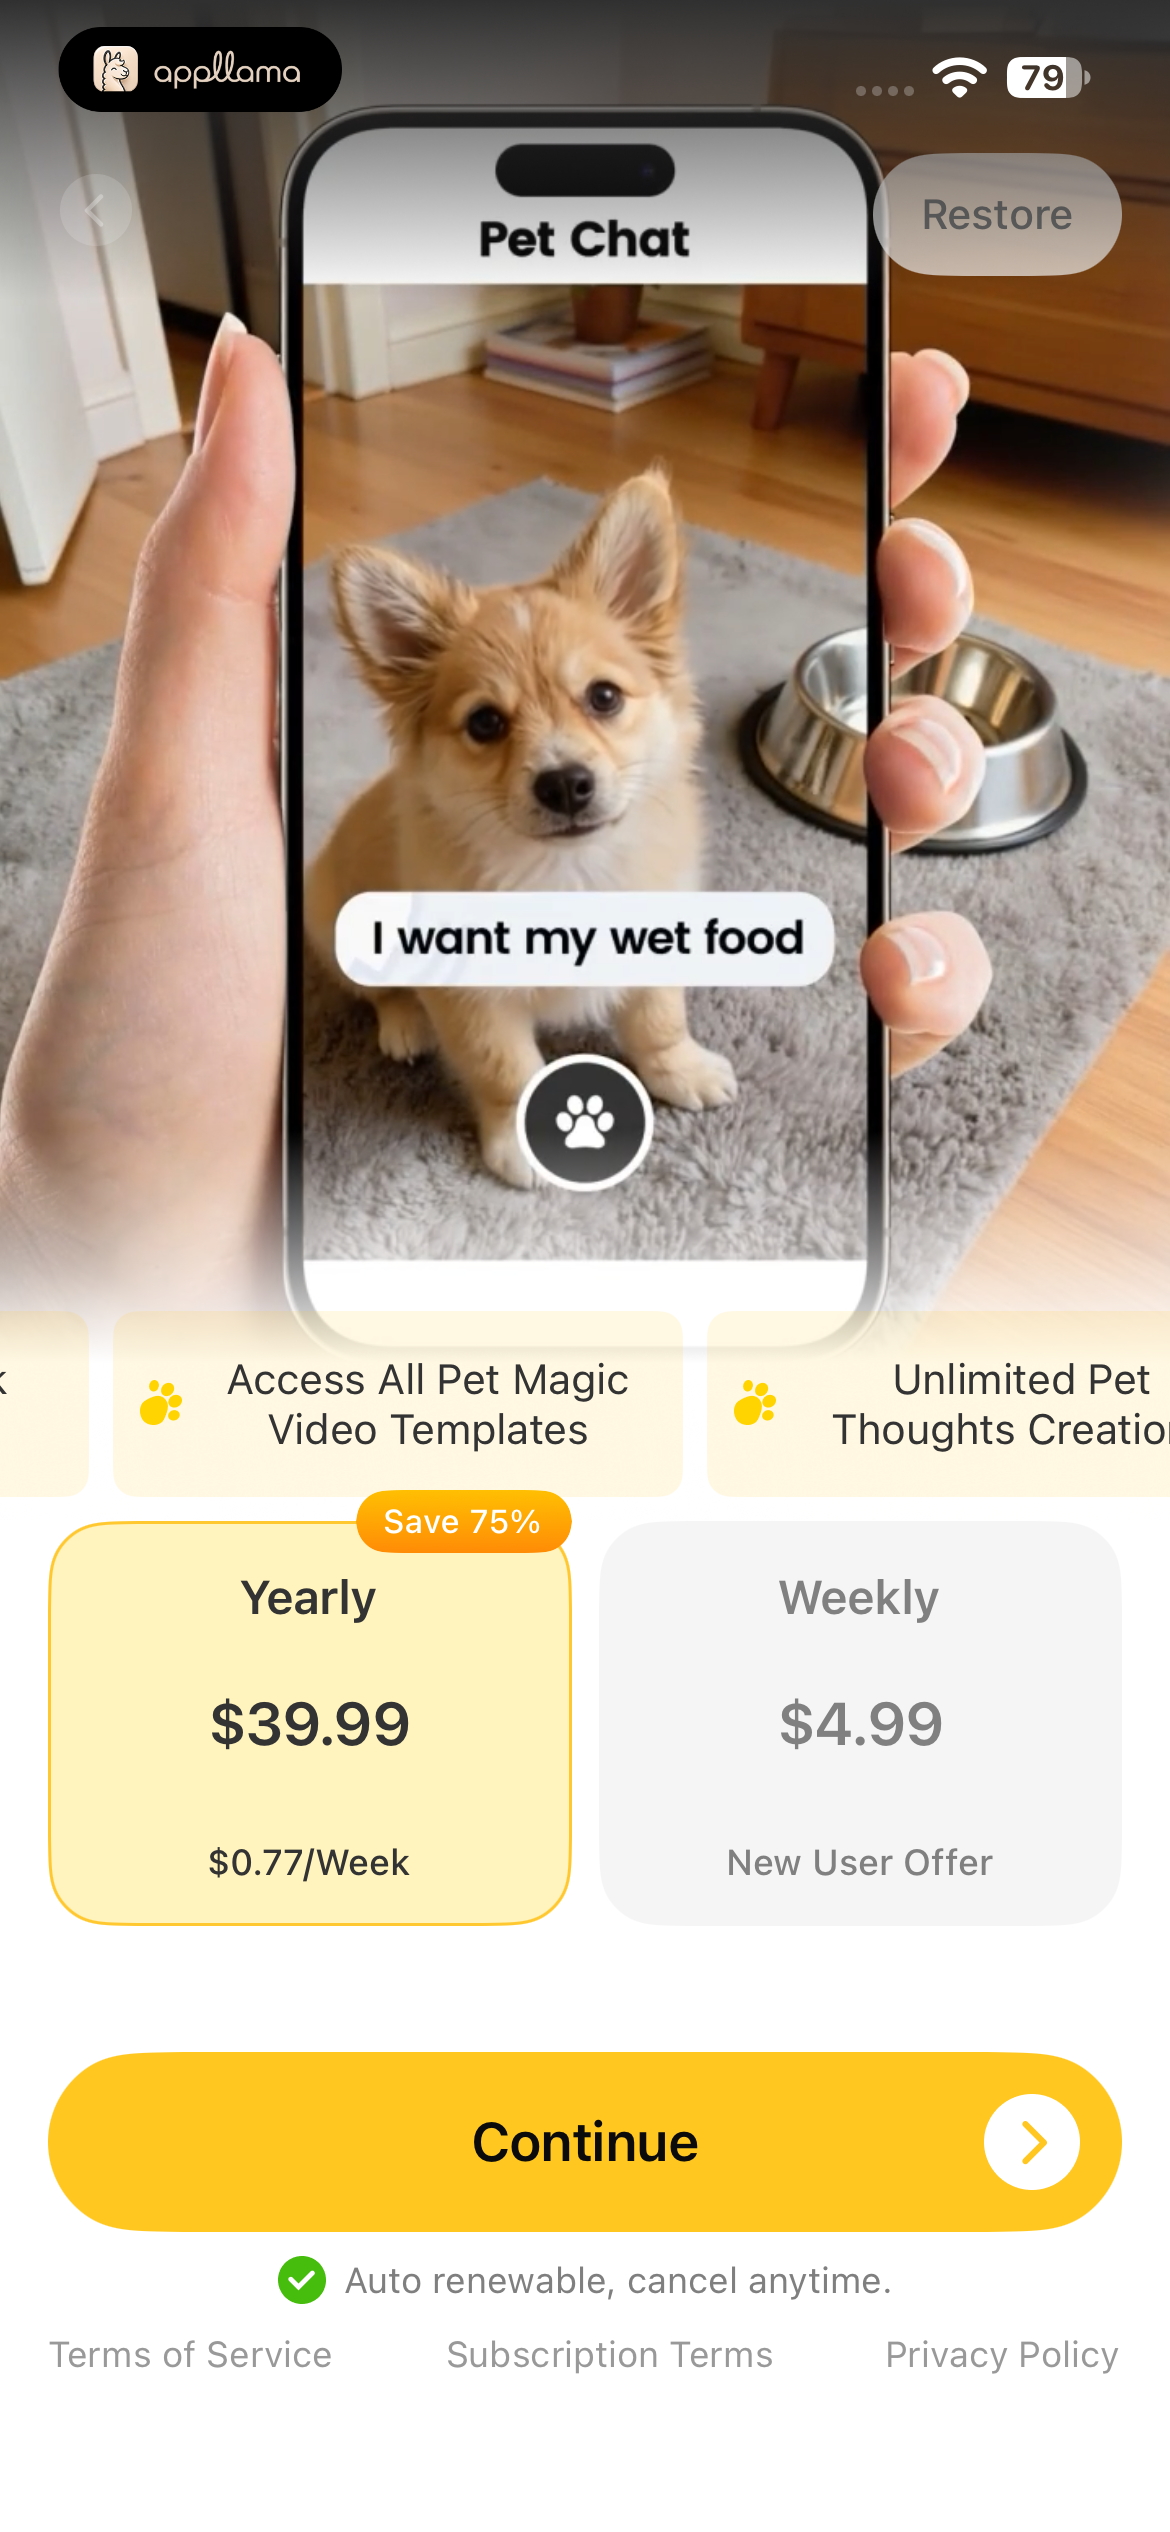 appllama
79
Restore
Pet Chat
I want my wet food
Access All Pet Magic
Video Templates
Unlimited Pet
Thoughts Creation
Save 75%
Yearly
$39.99
$0.77/Week
Weekly
$4.99
New User Offer
Continue
Auto renewable, cancel anytime.
Terms of Service
Subscription Terms
Privacy Policy